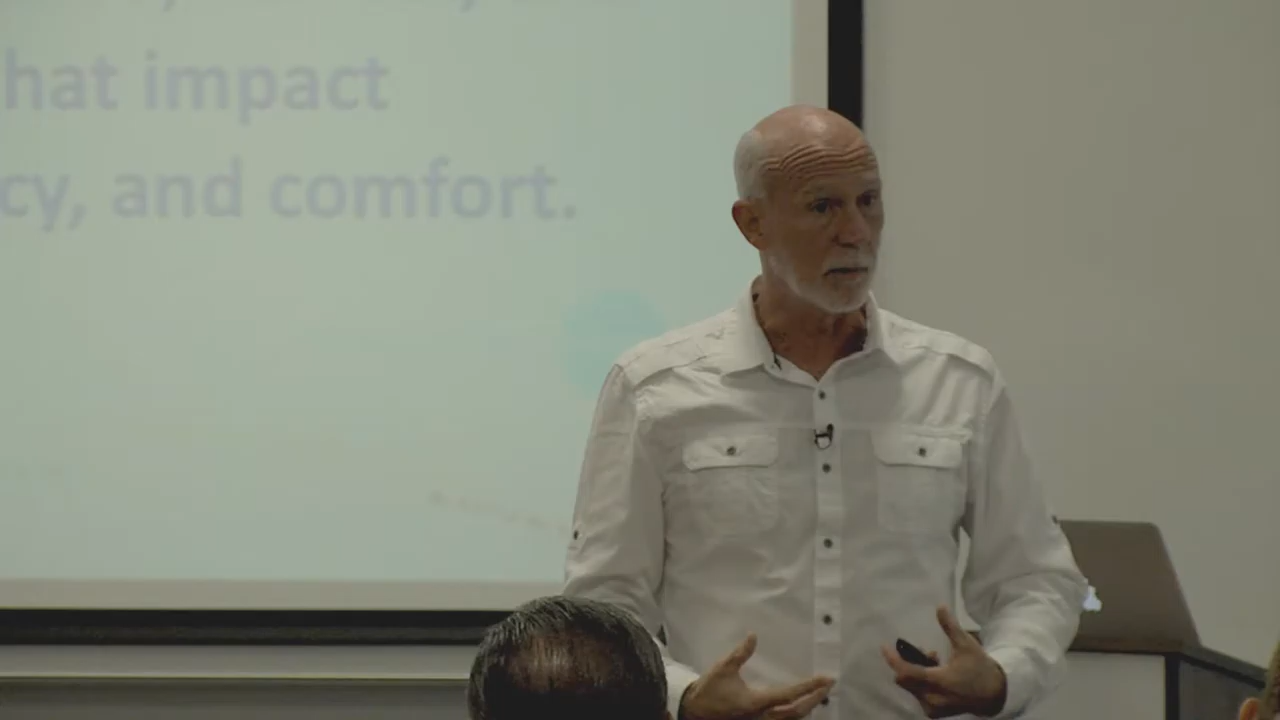 hat impact
cy, and comfort.